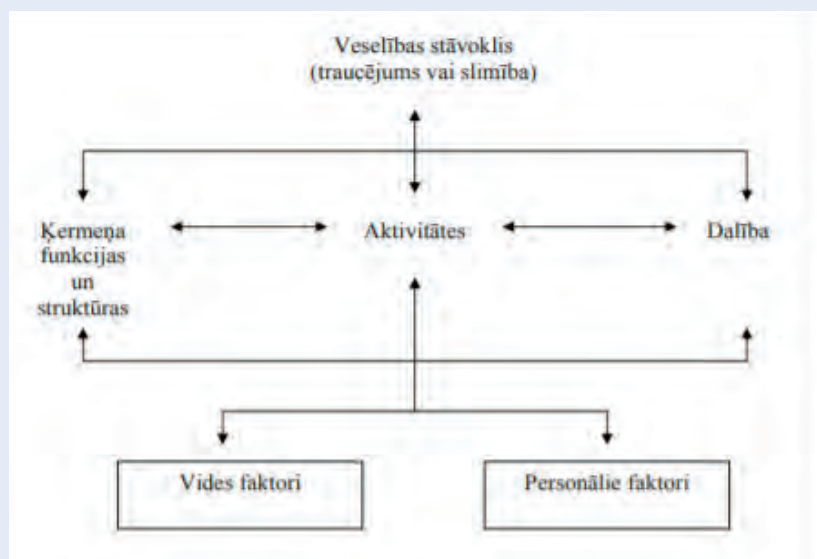 Veselības stāvoklis
(traucējums vai slimība)
Ķermeņa
funkcijas
un
struktūras
Aktivitātes
Dalība
Vides faktori
Personālie faktori